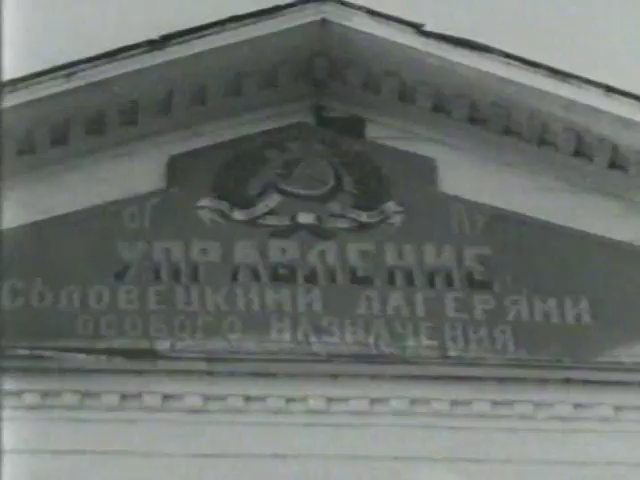 ОГ ПУ
УПРАВЛЕНИЕ
СОЛОВЕЦКИМИ ЛАГЕРЯМИ
ОСОБОГО НАЗНАЧЕНИЯ